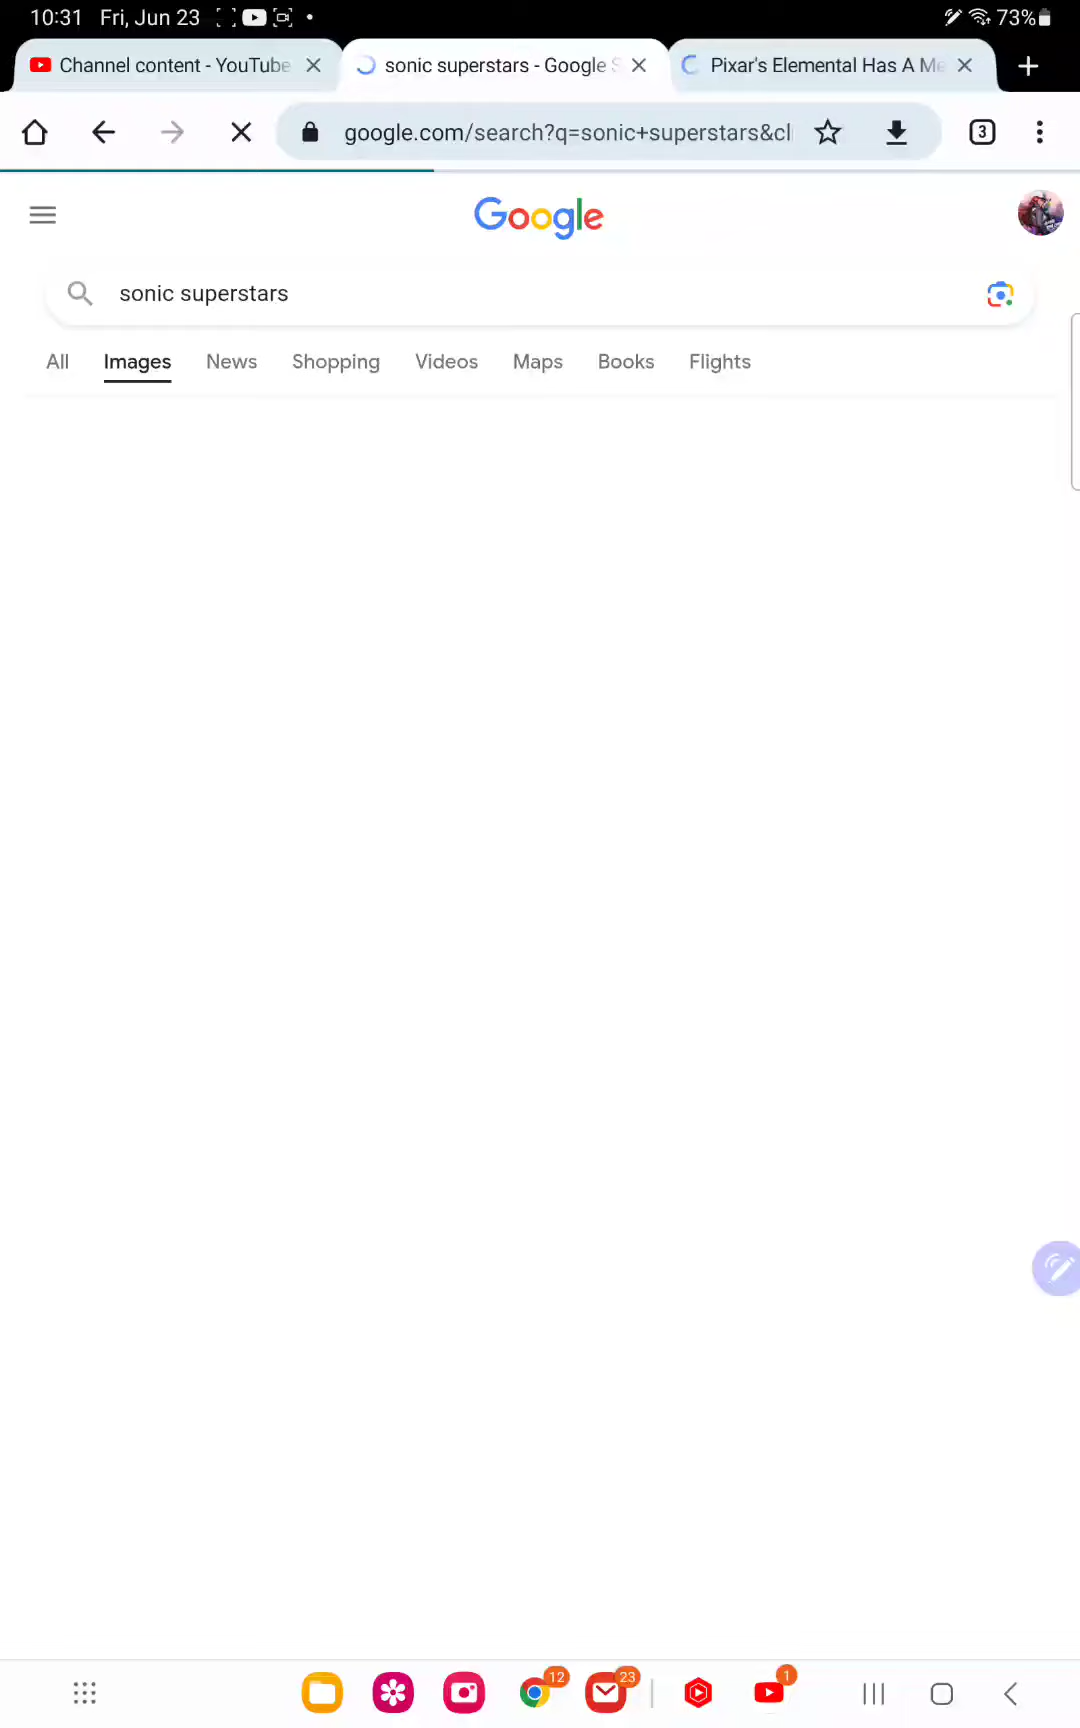 10:31 Fri, Jun 23 73%
Channel content - YouTube sonic superstars - Google S Pixar's Elemental Has A Me
google.com/search?q=sonic+superstars&cl 3
Google
sonic superstars
All Images News Shopping Videos Maps Books Flights
12 23 1